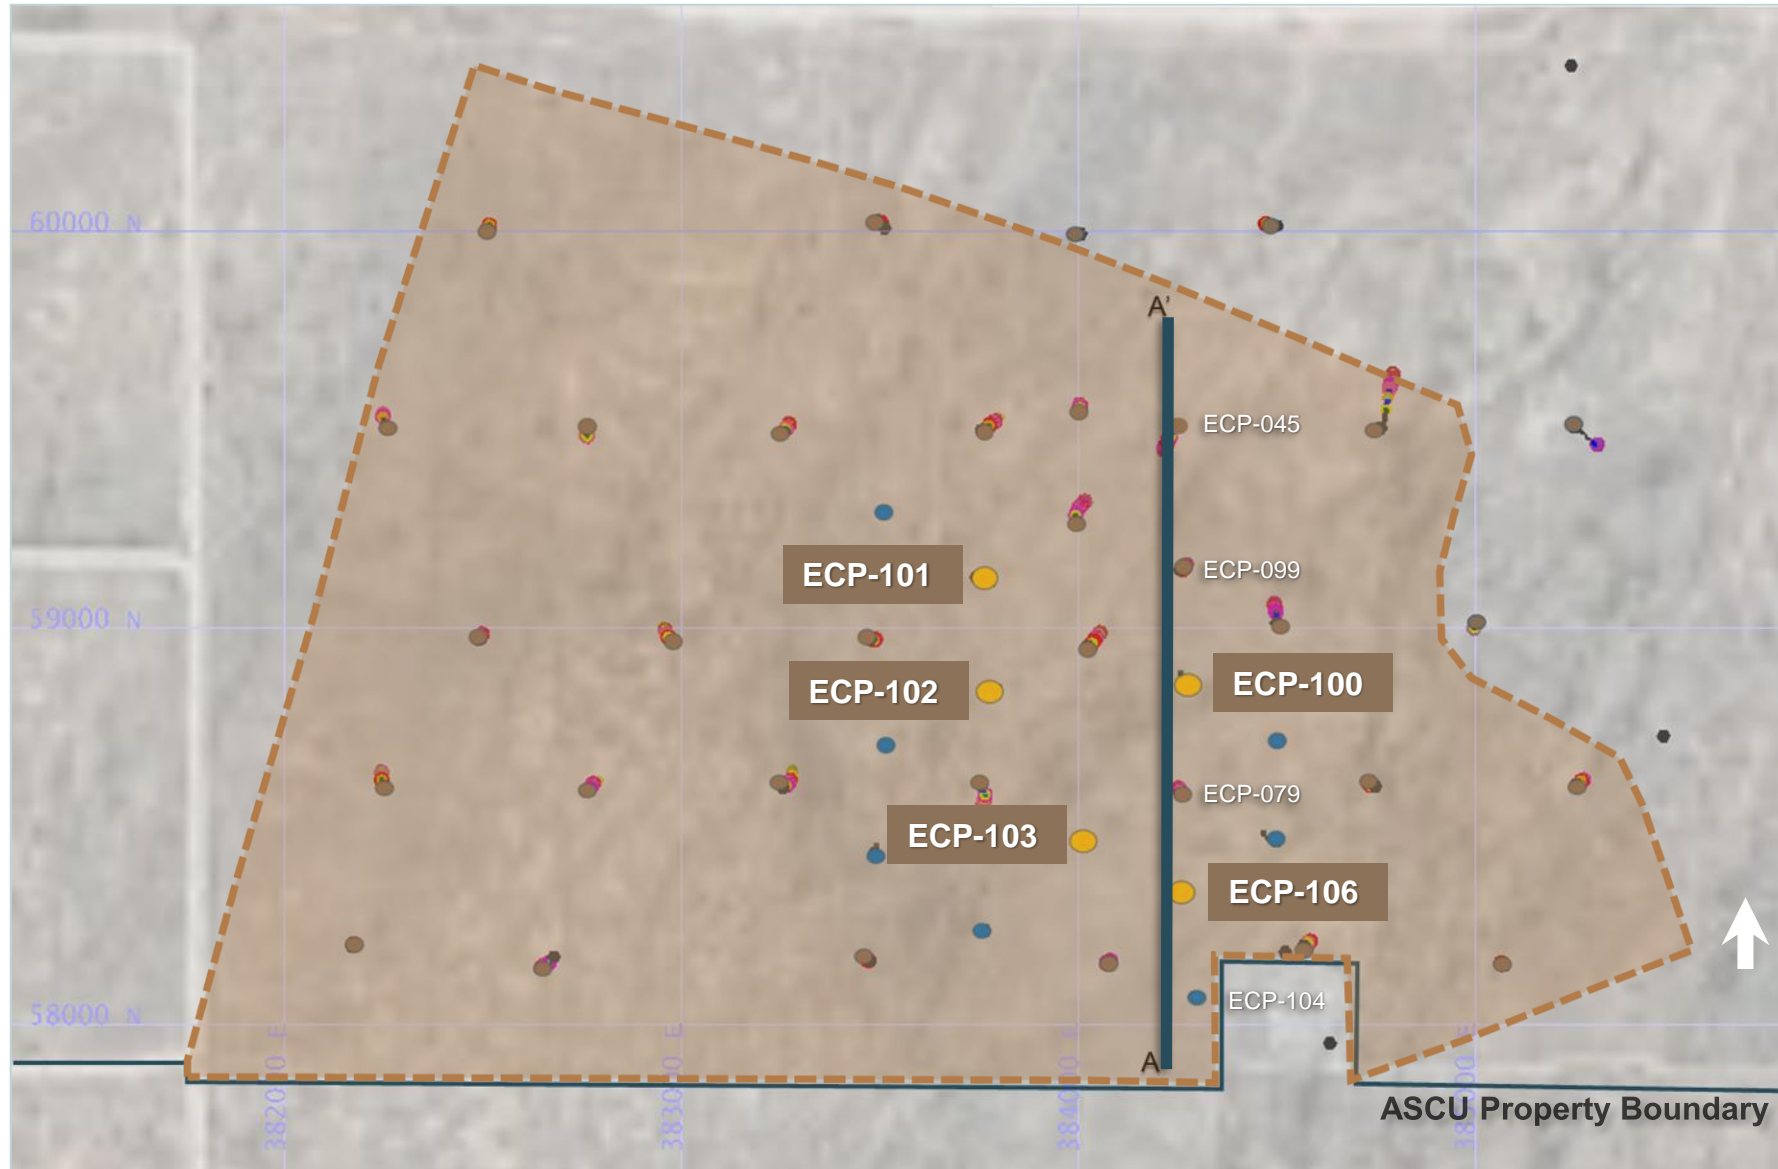 60000 N
A'
ECP-045
ECP-101
ECP-099
59000 N
ECP-102
ECP-100
ECP-079
ECP-103
ECP-106
ECP-104
58000 N
A
ASCU Property Boundary